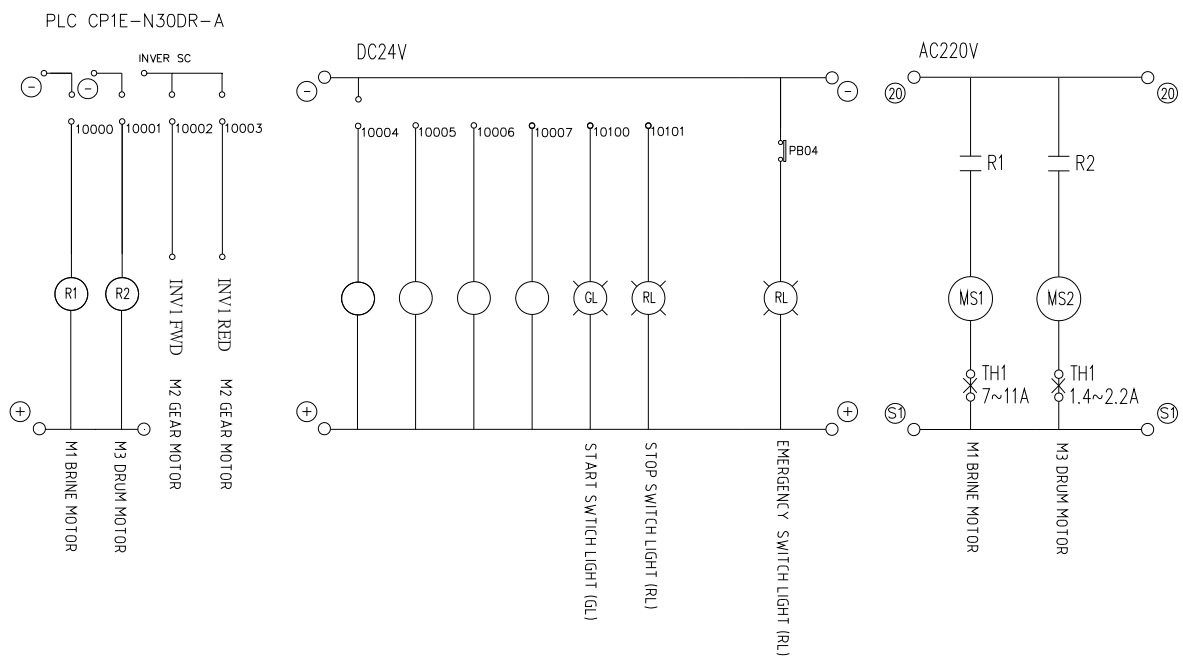 PLC CP1E-N30DR-A
INVER SC
DC24V
AC220V
10000
10001
10002
10003
10004
10005
10006
10007
10100
10101
PB04
R1
R2
20
20
R1
R2
GL
RL
RL
MS1
MS2
INV1 FWD
INV1 RED
TH1
7~11A
TH1
1.4~2.2A
S1
S1
M1 BRINE MOTOR
M3 DRUM MOTOR
M2 GEAR MOTOR
M2 GEAR MOTOR
START SWTICH LIGHT (GL)
STOP SWITCH LIGHT (RL)
EMERGENCY SWITCH LIGHT (RL)
M1 BRINE MOTOR
M3 DRUM MOTOR